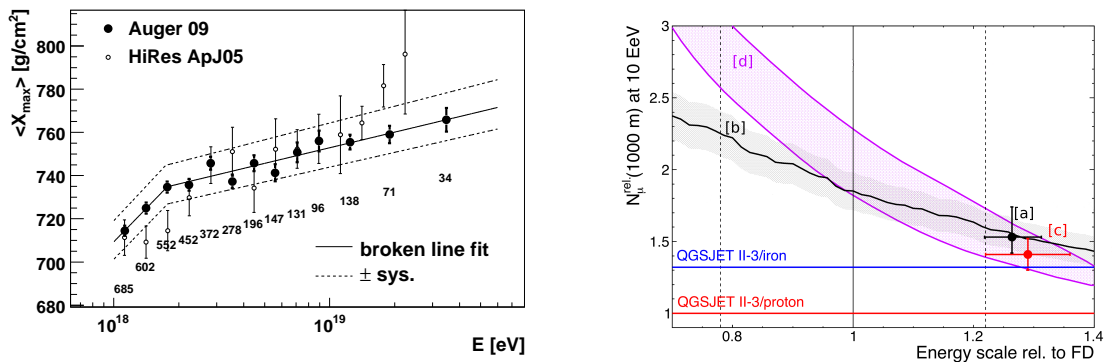 <X_max> [g/cm²]
800
780
760
740
720
700
680
Auger 09
HiRes ApJ05
685
602
552
452
372
278
196
147
131
96
138
71
34
broken line fit
± sys.
10^18
10^19
E [eV]
N_μ^rel.(1000 m) at 10 EeV
3
2.5
2
1.5
1
[d]
[b]
[a]
[c]
QGSJET II-3/iron
QGSJET II-3/proton
0.8
1
1.2
1.4
Energy scale rel. to FD